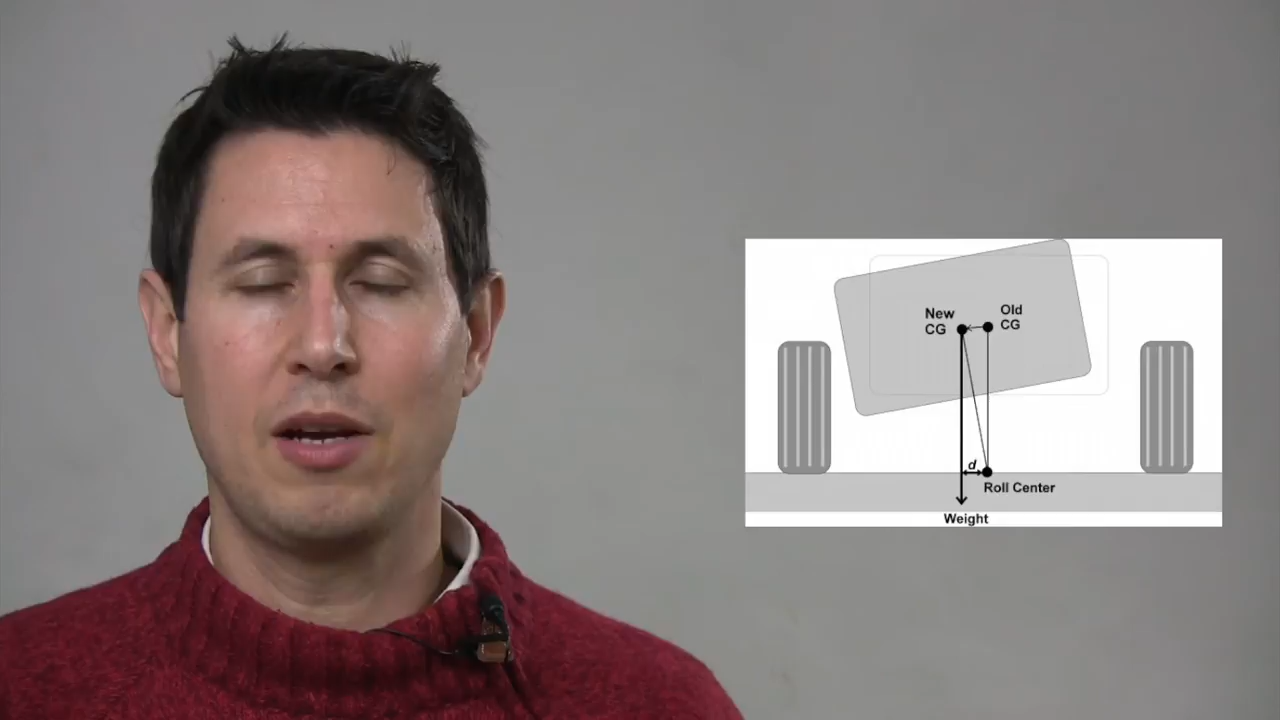 New
CG
Old
CG
d
Roll Center
Weight